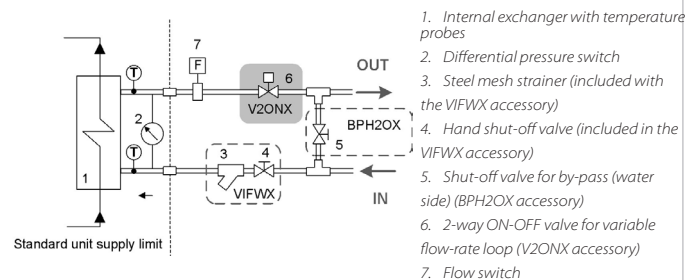 7
F
T
6
V2ONX
OUT
2
BPH2OX
5
T
3
4
1
VIFWX
IN
Standard unit supply limit
1. Internal exchanger with temperature
probes
2. Differential pressure switch
3. Steel mesh strainer (included with
the VIFWX accessory)
4. Hand shut-off valve (included in the
VIFWX accessory)
5. Shut-off valve for by-pass (water
side) (BPH2OX accessory)
6. 2-way ON-OFF valve for variable
flow-rate loop (V2ONX accessory)
7. Flow switch